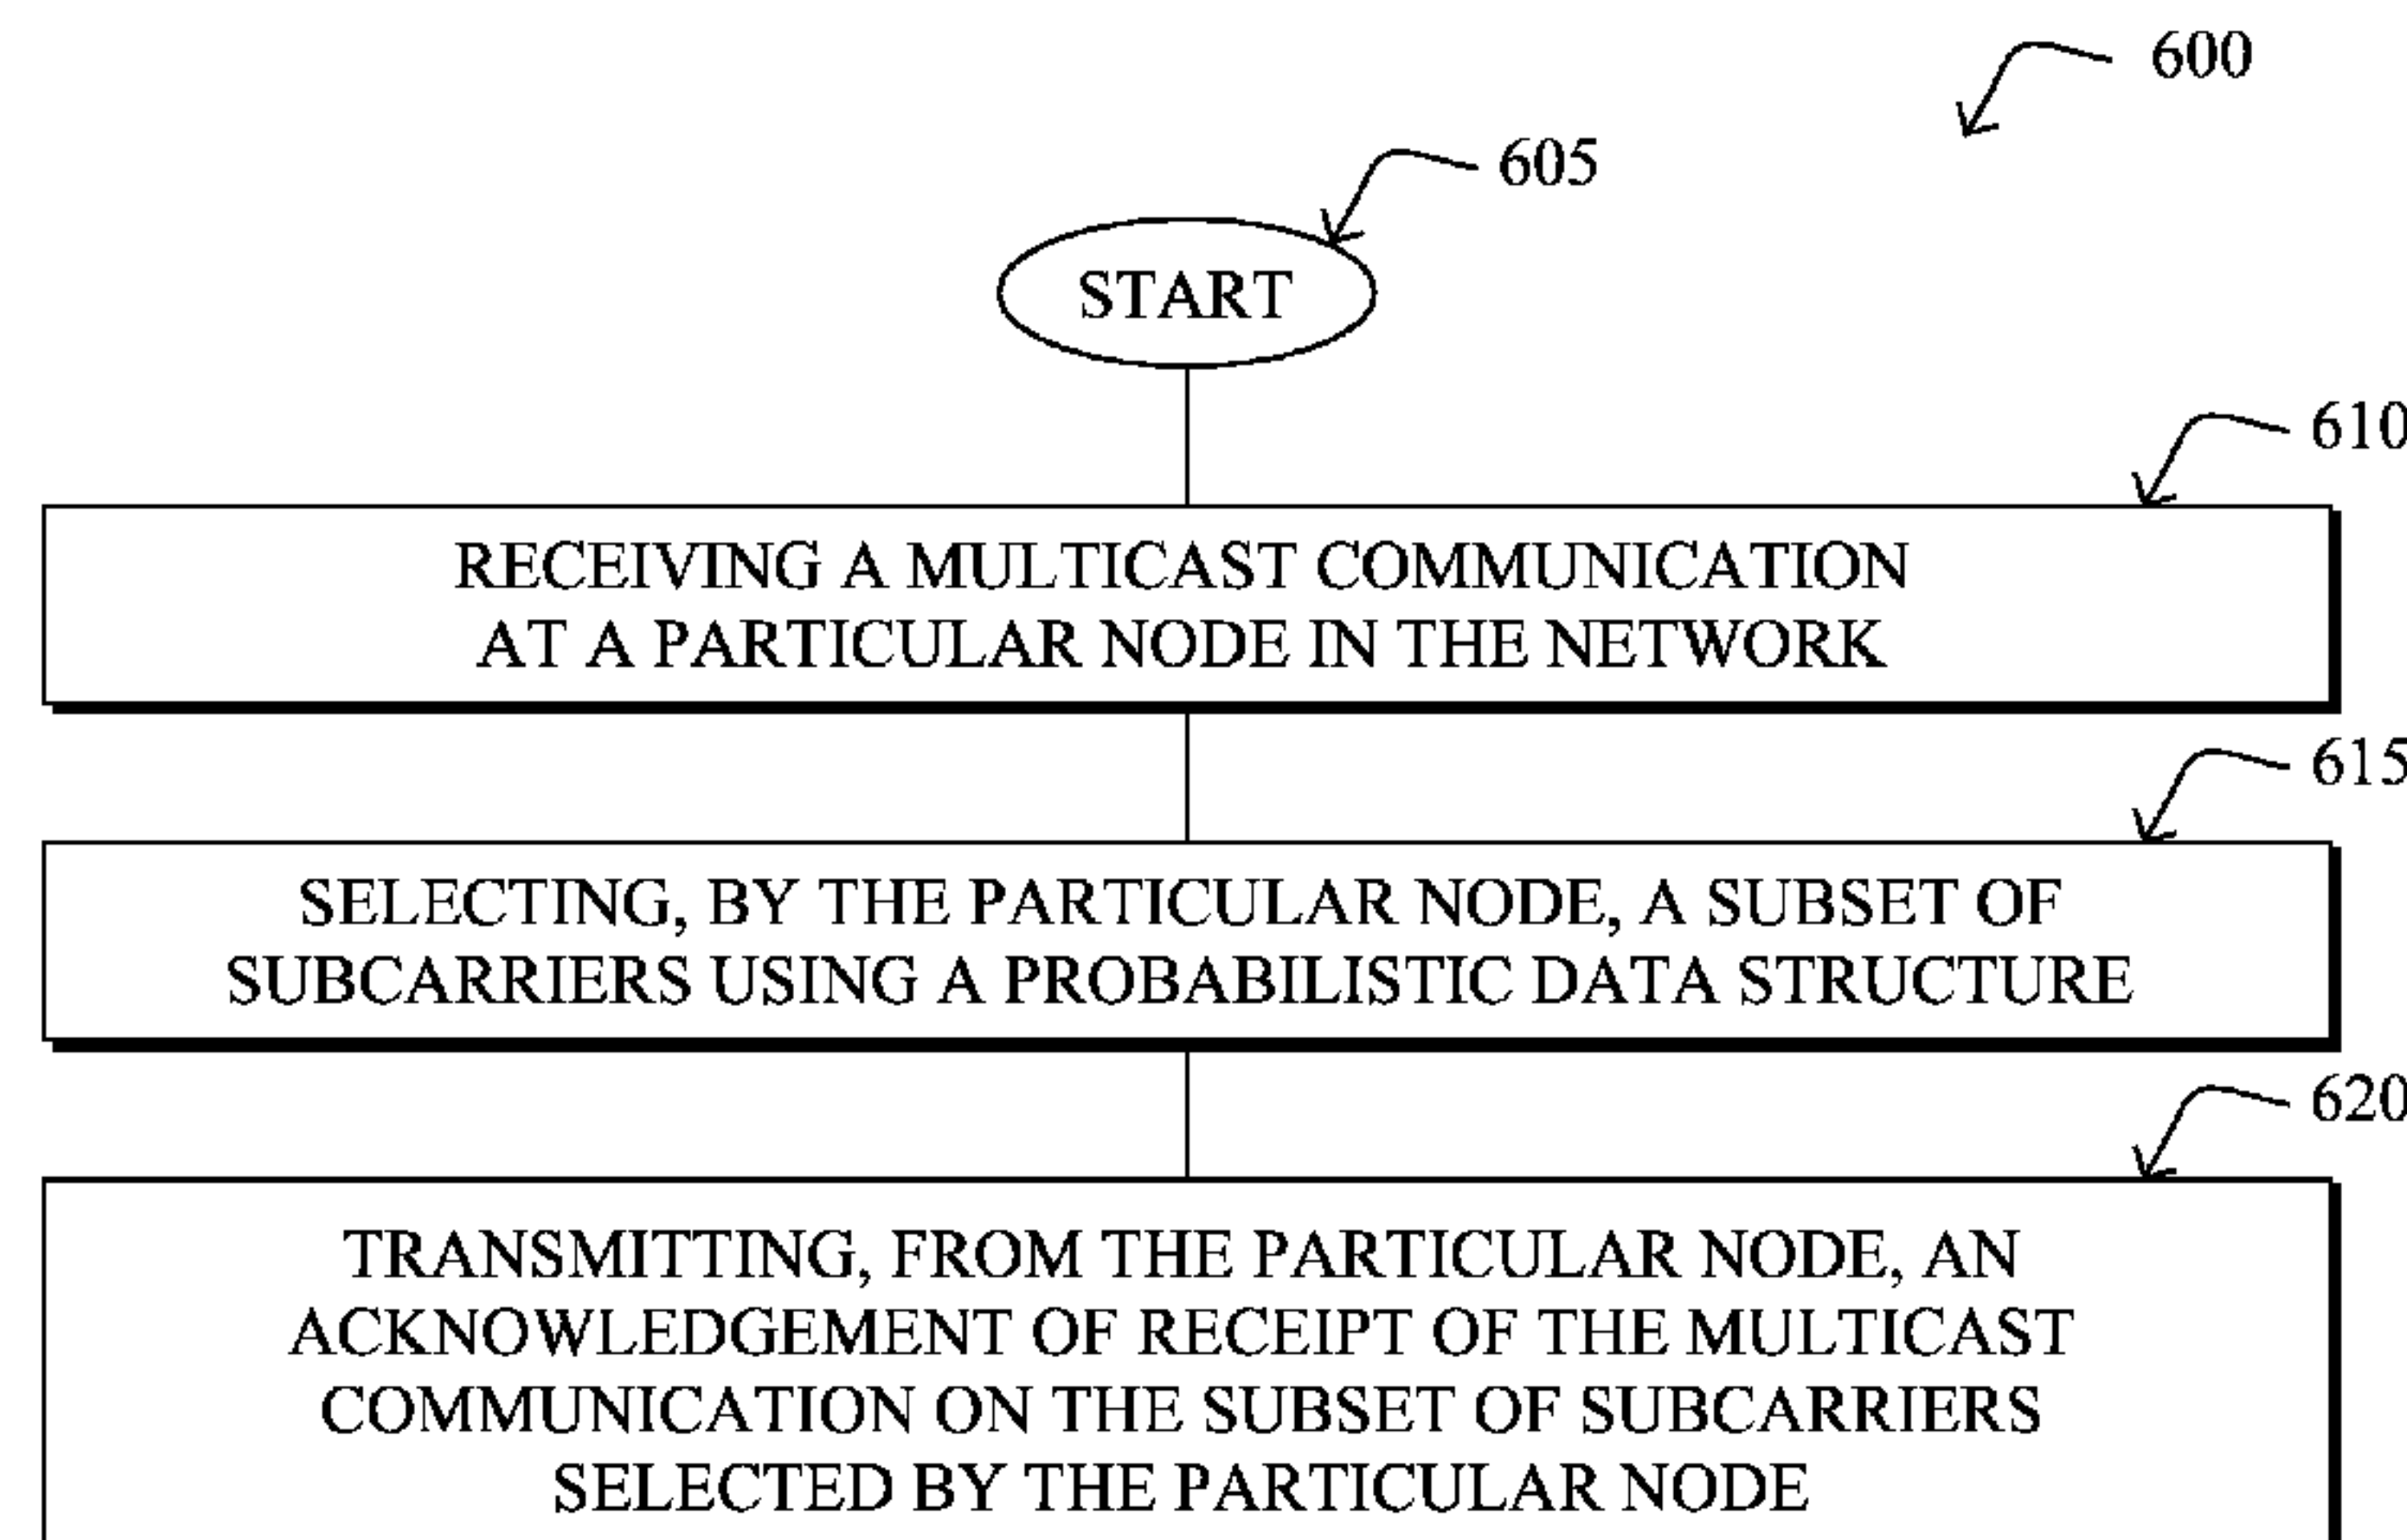 600
605
START
610
RECEIVING A MULTICAST COMMUNICATION
AT A PARTICULAR NODE IN THE NETWORK
615
SELECTING, BY THE PARTICULAR NODE, A SUBSET OF
SUBCARRIERS USING A PROBABILISTIC DATA STRUCTURE
620
TRANSMITTING, FROM THE PARTICULAR NODE, AN
ACKNOWLEDGEMENT OF RECEIPT OF THE MULTICAST
COMMUNICATION ON THE SUBSET OF SUBCARRIERS
SELECTED BY THE PARTICULAR NODE